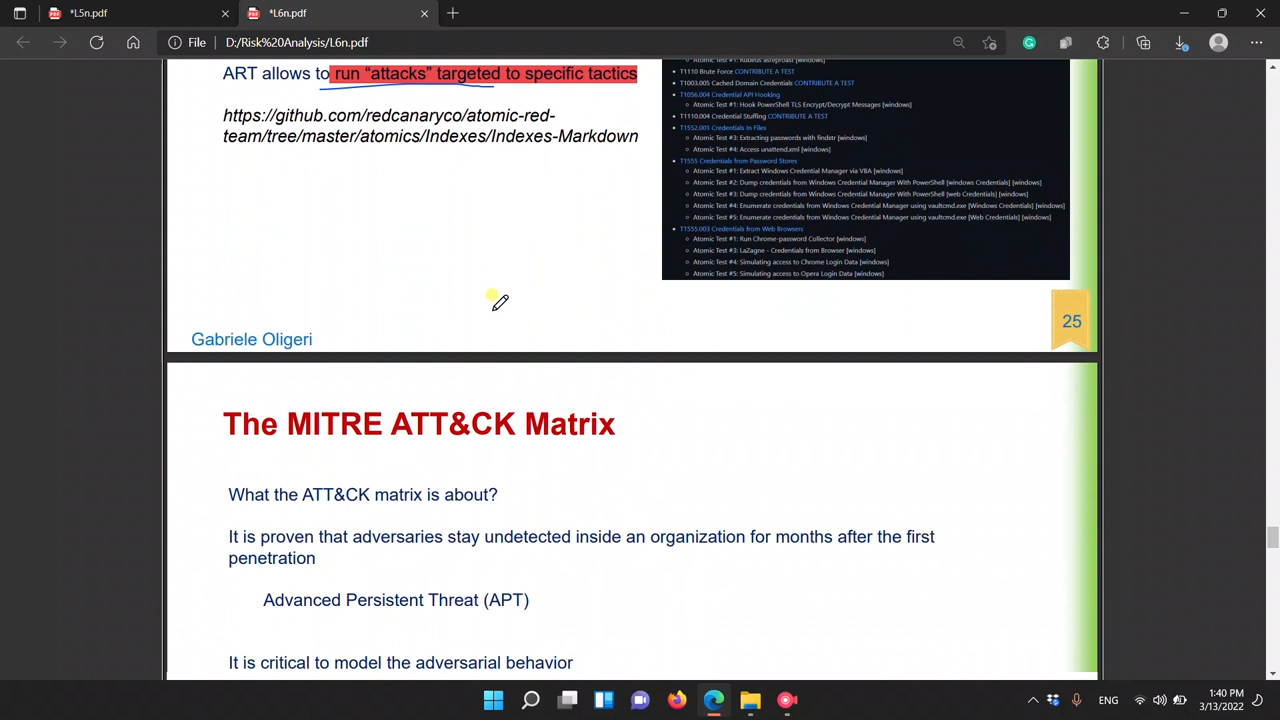 *L5n.pdf
*L6n.pdf
File
D:/Risk%20Analysis/L6n.pdf
ART allows to run “attacks” targeted to specific tactics
https://github.com/redcanaryco/atomic-red-
team/tree/master/atomics/Indexes/Indexes-Markdown
T1110 Brute Force CONTRIBUTE A TEST
T1003.005 Cached Domain Credentials CONTRIBUTE A TEST
T1056.004 Credential API Hooking
Atomic Test #1: Hook PowerShell TLS Encrypt/Decrypt Messages [windows]
T1110.004 Credential Stuffing CONTRIBUTE A TEST
T1552.001 Credentials In Files
Atomic Test #3: Extracting passwords with findstr [windows]
Atomic Test #4: Access unattend.xml [windows]
T1555 Credentials from Password Stores
Atomic Test #1: Extract Windows Credential Manager via VBA [windows]
Atomic Test #2: Dump credentials from Windows Credential Manager With PowerShell [windows Credentials] [windows]
Atomic Test #3: Dump credentials from Windows Credential Manager With PowerShell [web Credentials] [windows]
Atomic Test #4: Enumerate credentials from Windows Credential Manager using vaultcmd.exe [Windows Credentials] [windows]
Atomic Test #5: Enumerate credentials from Windows Credential Manager using vaultcmd.exe [Web Credentials] [windows]
T1555.003 Credentials from Web Browsers
Atomic Test #1: Run Chrome-password Collector [windows]
Atomic Test #3: LaZagne - Credentials from Browser [windows]
Atomic Test #4: Simulating access to Chrome Login Data [windows]
Atomic Test #5: Simulating access to Opera Login Data [windows]
25
Gabriele Oligeri
The MITRE ATT&CK Matrix
What the ATT&CK matrix is about?
It is proven that adversaries stay undetected inside an organization for months after the first
penetration
Advanced Persistent Threat (APT)
It is critical to model the adversarial behavior
ENG
1:46 PM
3/13/2022